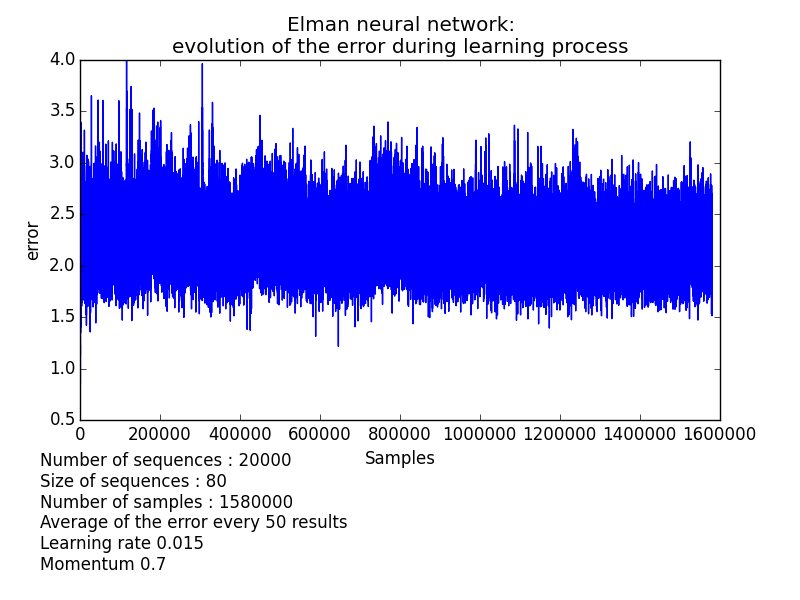 Elman neural network:
evolution of the error during learning process
4.0
3.5
3.0
2.5
2.0
1.5
1.0
0.5
error
0 200000 400000 600000 800000 1000000 1200000 1400000 1600000
Samples
Number of sequences : 20000
Size of sequences : 80
Number of samples : 1580000
Average of the error every 50 results
Learning rate 0.015
Momentum 0.7